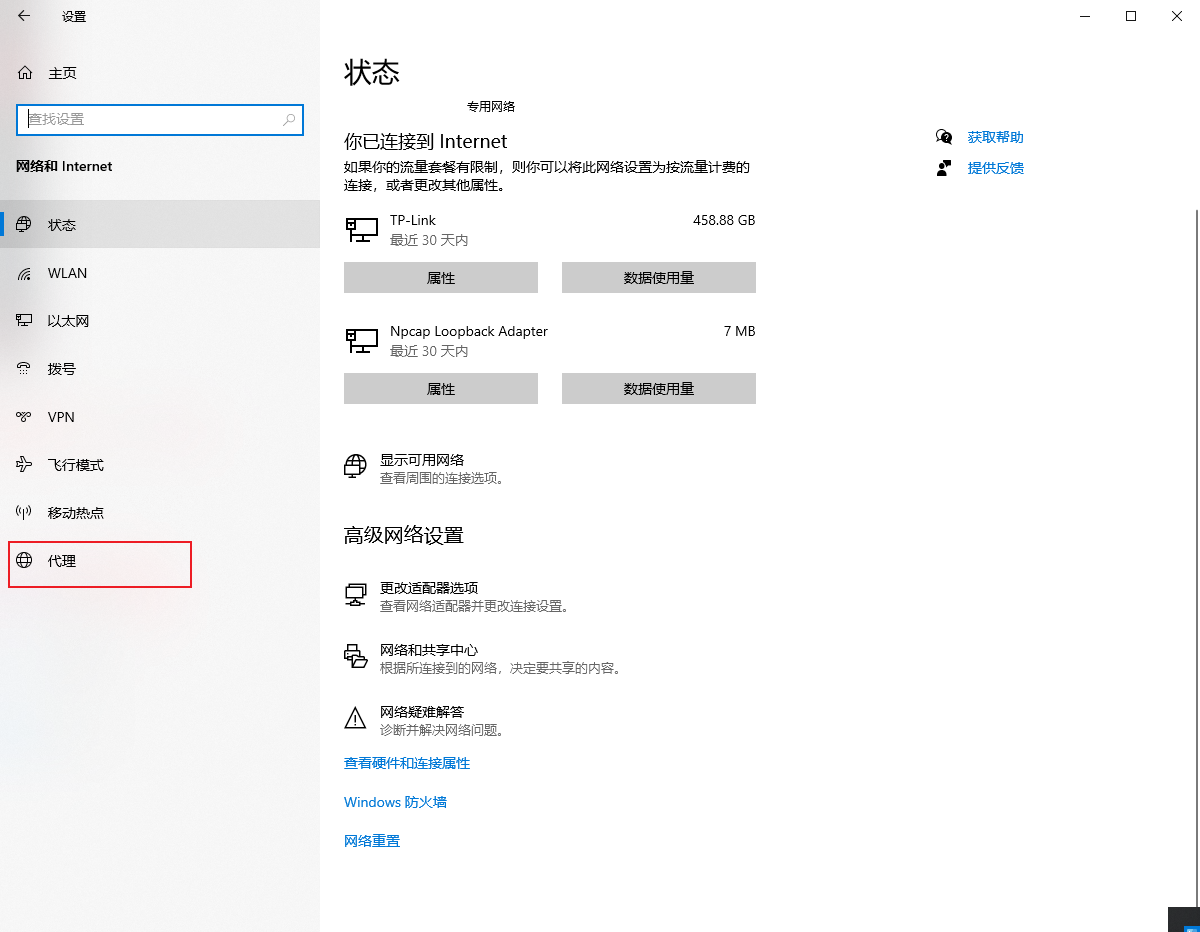 设置
主页
查找设置
网络和 Internet
状态
WLAN
以太网
拨号
VPN
飞行模式
移动热点
代理
状态
专用网络
你已连接到 Internet
如果你的流量套餐有限制，则你可以将此网络设置为按流量计费的
连接，或者更改其他属性。
TP-Link 458.88 GB
最近 30 天内
属性 数据使用量
Npcap Loopback Adapter 7 MB
最近 30 天内
属性 数据使用量
显示可用网络
查看周围的连接选项。
高级网络设置
更改适配器选项
查看网络适配器并更改连接设置。
网络和共享中心
根据所连接到的网络，决定要共享的内容。
网络疑难解答
诊断并解决网络问题。
查看硬件和连接属性
Windows 防火墙
网络重置
获取帮助
提供反馈